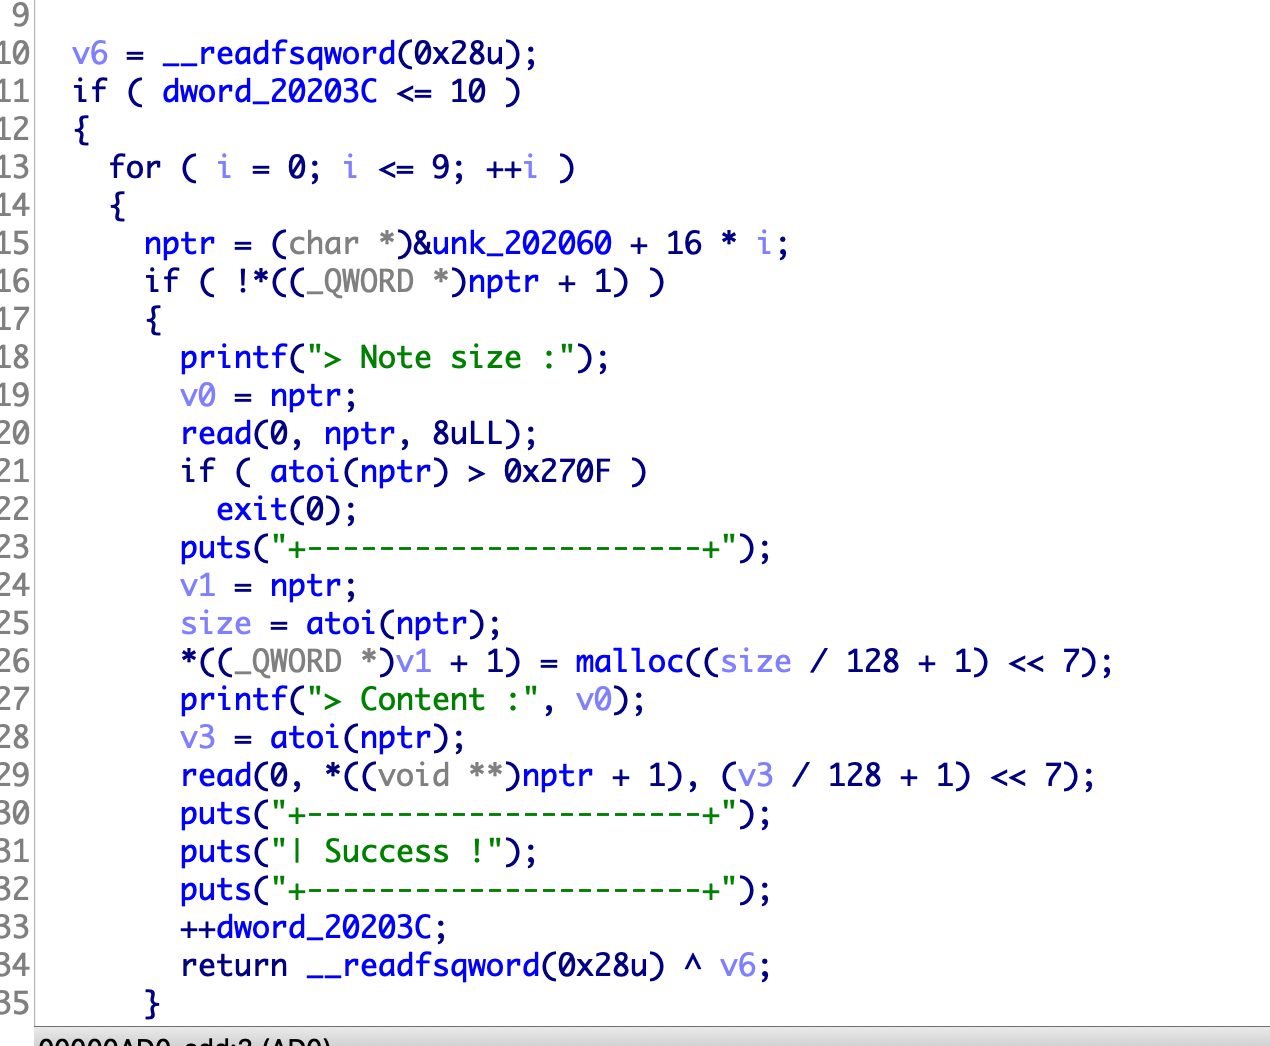 9
10 v6 = __readfsqword(0x28u);
11 if ( dword_20203C <= 10 )
12 {
13 for ( i = 0; i <= 9; ++i )
14 {
15 nptr = (char *)&unk_202060 + 16 * i;
16 if ( !*((_QWORD *)nptr + 1) )
17 {
18 printf("> Note size :");
19 v0 = nptr;
20 read(0, nptr, 8uLL);
21 if ( atoi(nptr) > 0x270F )
22 exit(0);
23 puts("+---------------------+");
24 v1 = nptr;
25 size = atoi(nptr);
26 *((_QWORD *)v1 + 1) = malloc((size / 128 + 1) << 7);
27 printf("> Content :", v0);
28 v3 = atoi(nptr);
29 read(0, *((void **)nptr + 1), (v3 / 128 + 1) << 7);
30 puts("+---------------------+");
31 puts("| Success !");
32 puts("+---------------------+");
33 ++dword_20203C;
34 return __readfsqword(0x28u) ^ v6;
35 }